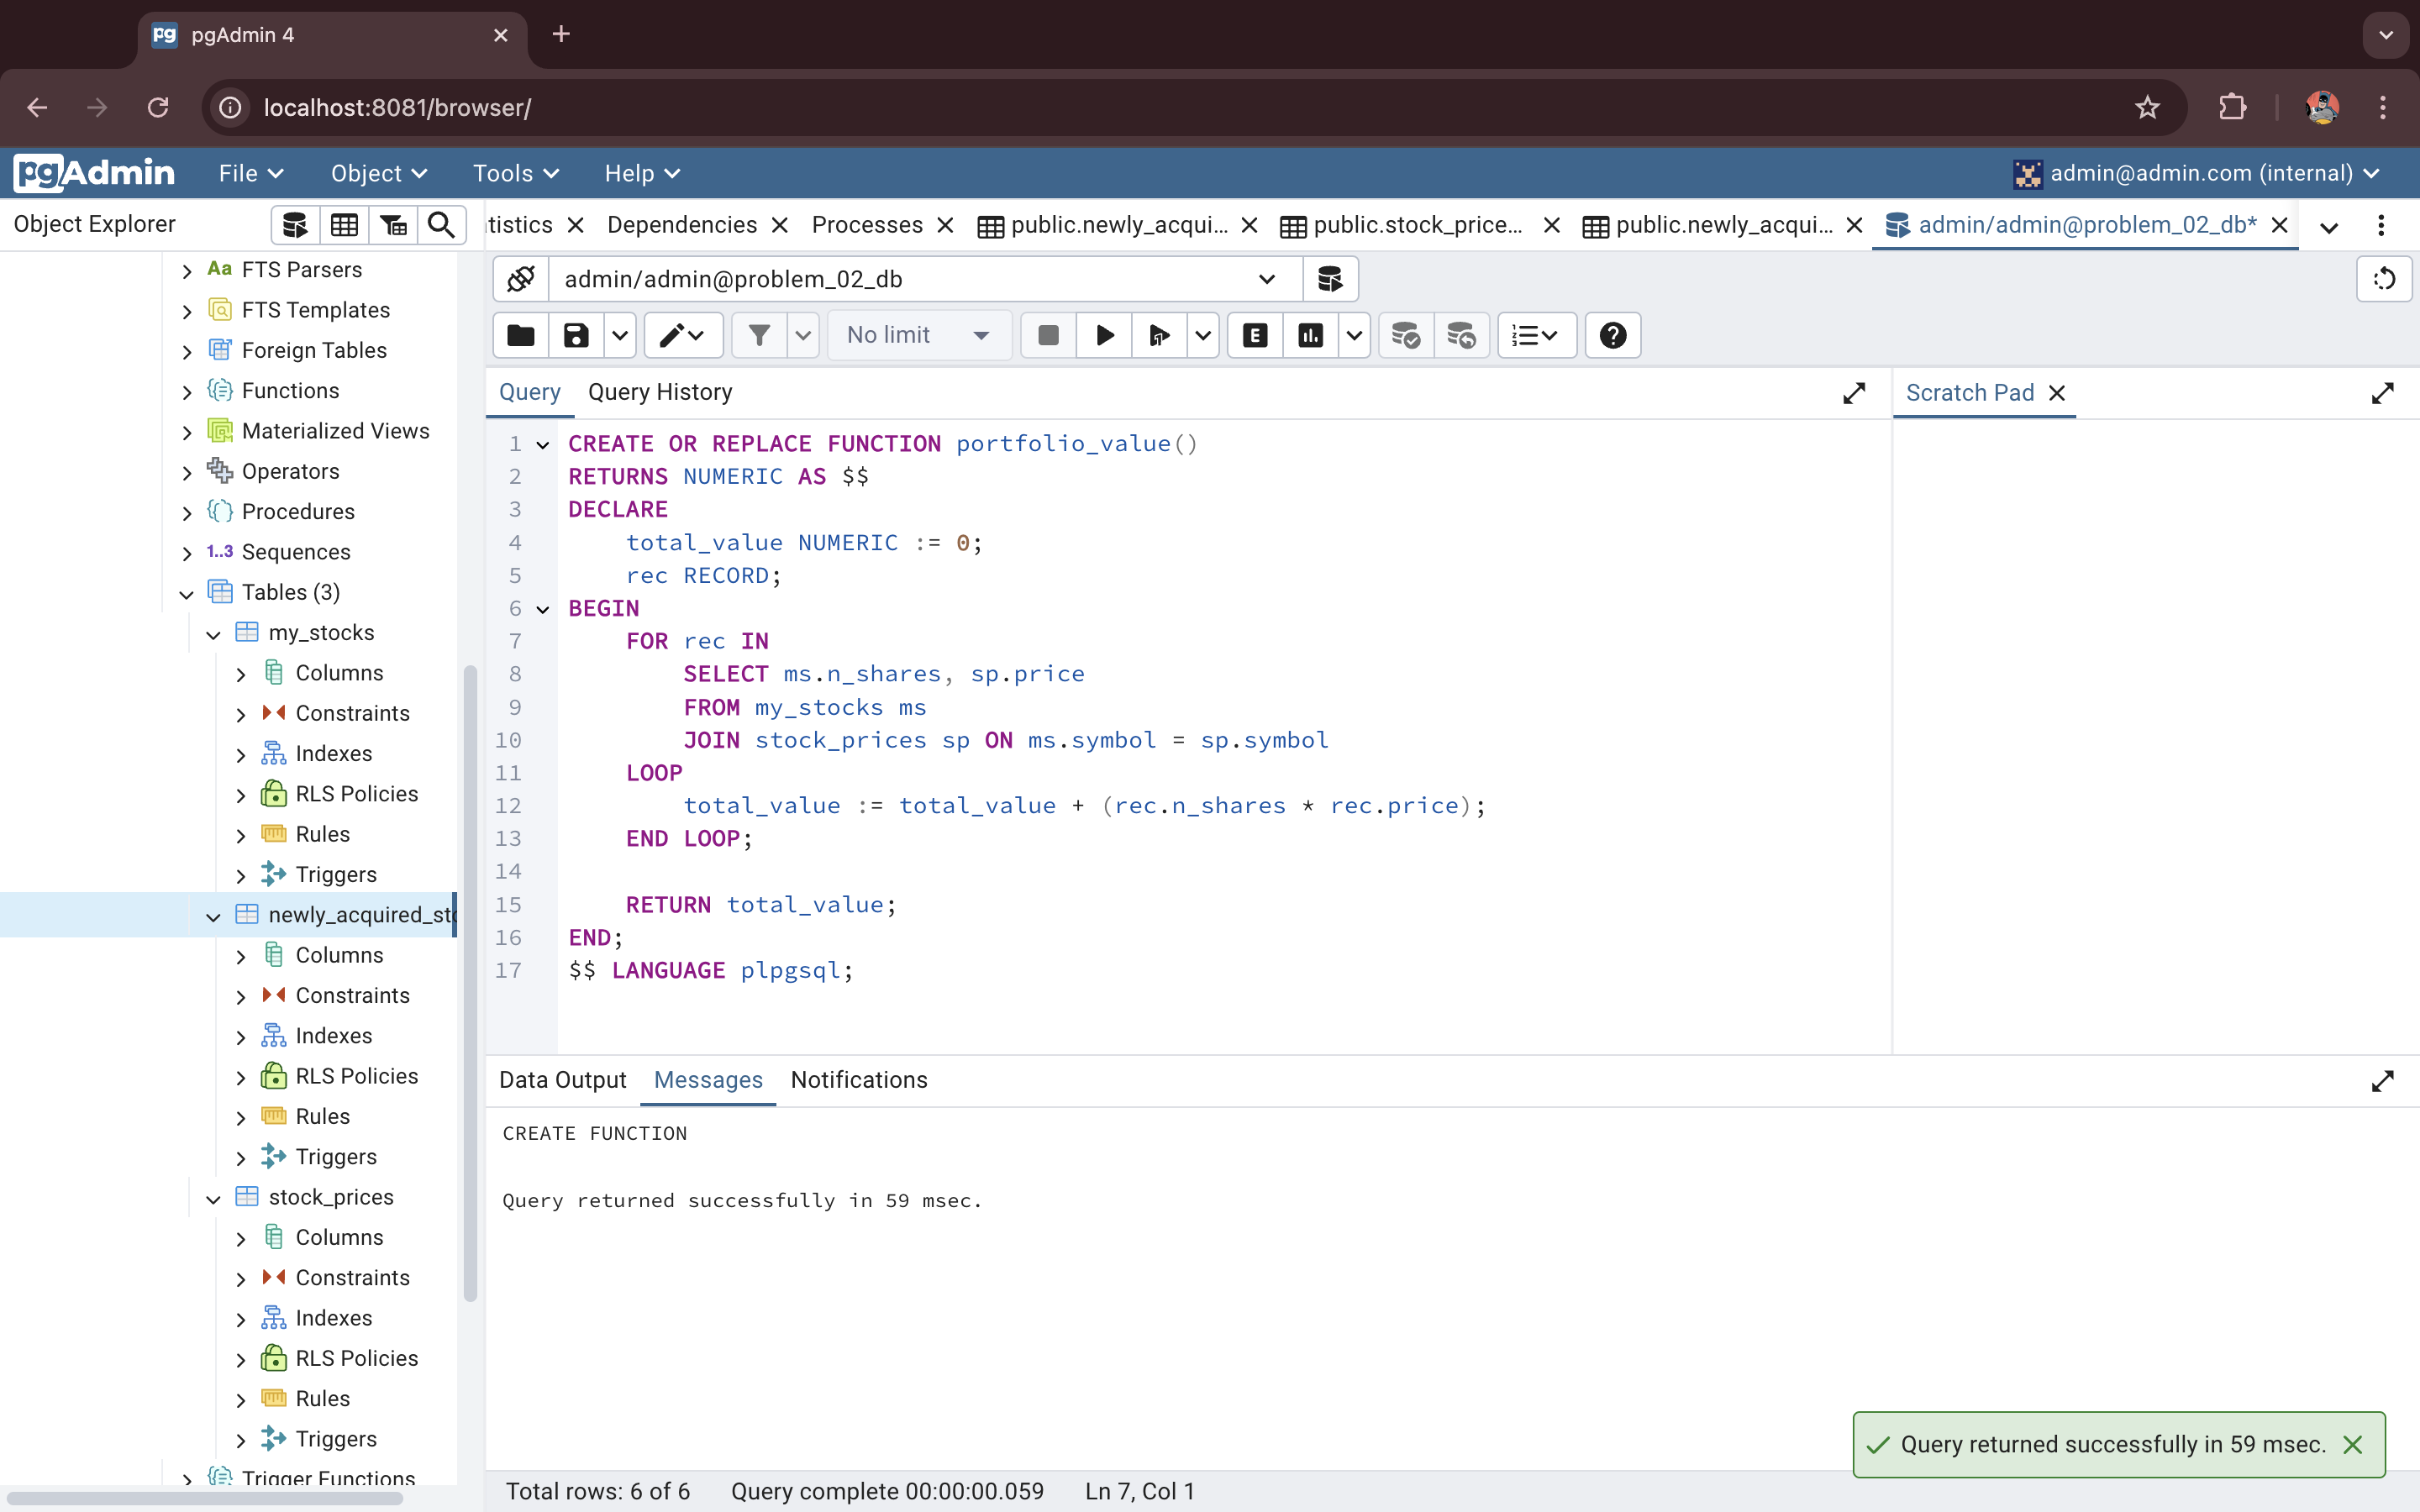 pgAdmin 4
localhost:8081/browser/
pgAdmin File Object Tools Help admin@admin.com (internal)
Object Explorer
tistics Dependencies Processes public.newly_acqui... public.stock_price... public.newly_acqui... admin/admin@problem_02_db*
admin/admin@problem_02_db
No limit
E
Query Query History
Scratch Pad
Aa FTS Parsers
FTS Templates
Foreign Tables
Functions
Materialized Views
Operators
Procedures
1..3 Sequences
Tables (3)
my_stocks
Columns
Constraints
Indexes
RLS Policies
Rules
Triggers
newly_acquired_sto
Columns
Constraints
Indexes
RLS Policies
Rules
Triggers
stock_prices
Columns
Constraints
Indexes
RLS Policies
Rules
Triggers
Trigger Functions
1 CREATE OR REPLACE FUNCTION portfolio_value()
2 RETURNS NUMERIC AS $$
3 DECLARE
4 total_value NUMERIC := 0;
5 rec RECORD;
6 BEGIN
7 FOR rec IN
8 SELECT ms.n_shares, sp.price
9 FROM my_stocks ms
10 JOIN stock_prices sp ON ms.symbol = sp.symbol
11 LOOP
12 total_value := total_value + (rec.n_shares * rec.price);
13 END LOOP;
14
15 RETURN total_value;
16 END;
17 $$ LANGUAGE plpgsql;
Data Output Messages Notifications
CREATE FUNCTION
Query returned successfully in 59 msec.
Query returned successfully in 59 msec.
Total rows: 6 of 6 Query complete 00:00:00.059 Ln 7, Col 1